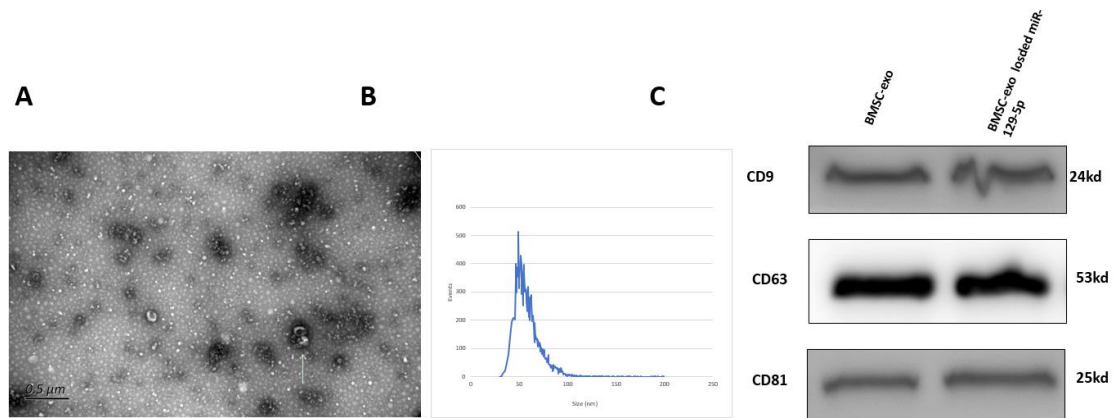 A
B
C
BMSC-exo
BMSC-exo losded miR-
129-5p
0.5 μm
600
500
400
300
200
100
0
0
50
100
150
200
250
Events
Size (nm)
CD9
24kd
CD63
53kd
CD81
25kd